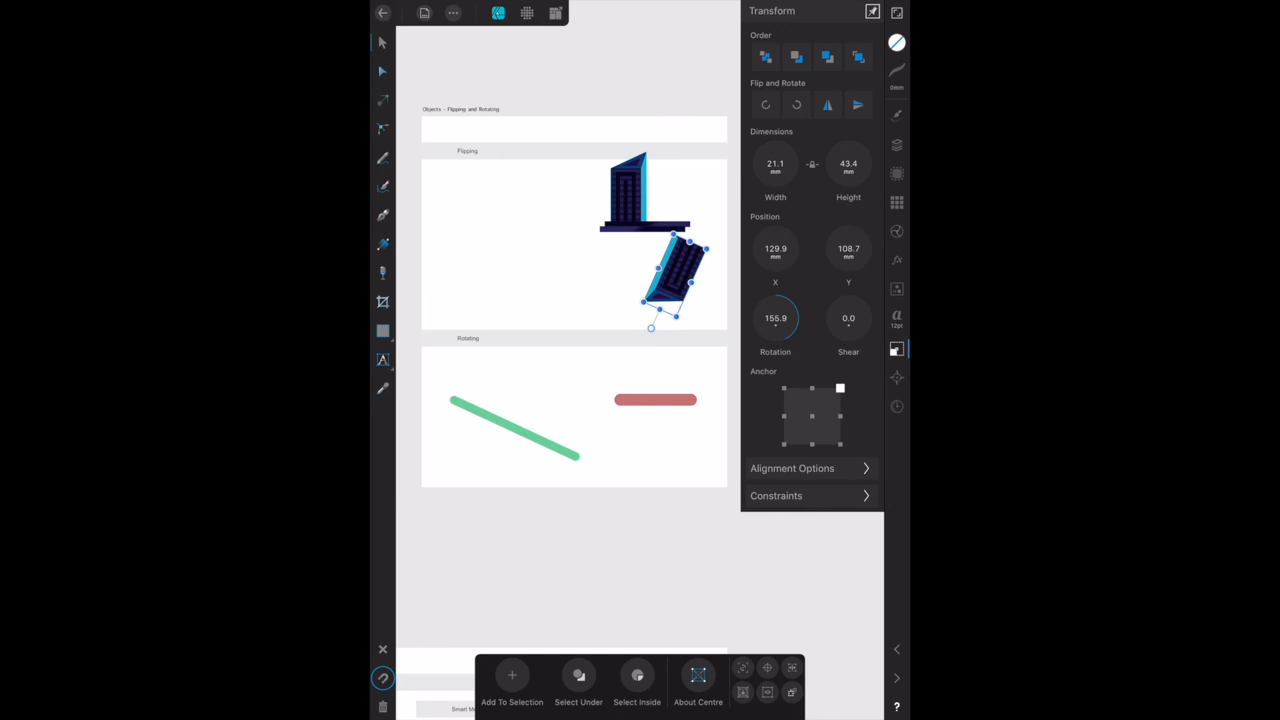 Transform
Order
Flip and Rotate
Dimensions
21.1
mm
43.4
mm
Width
Height
Position
129.9
mm
108.7
mm
X
Y
155.9
°
0.0
°
Rotation
Shear
Anchor
Alignment Options
Constraints
0mm
a
12pt
fx
A
?
Objects - Flipping and Rotating
Flipping
Rotating
Add To Selection
Select Under
Select Inside
About Centre
Smart